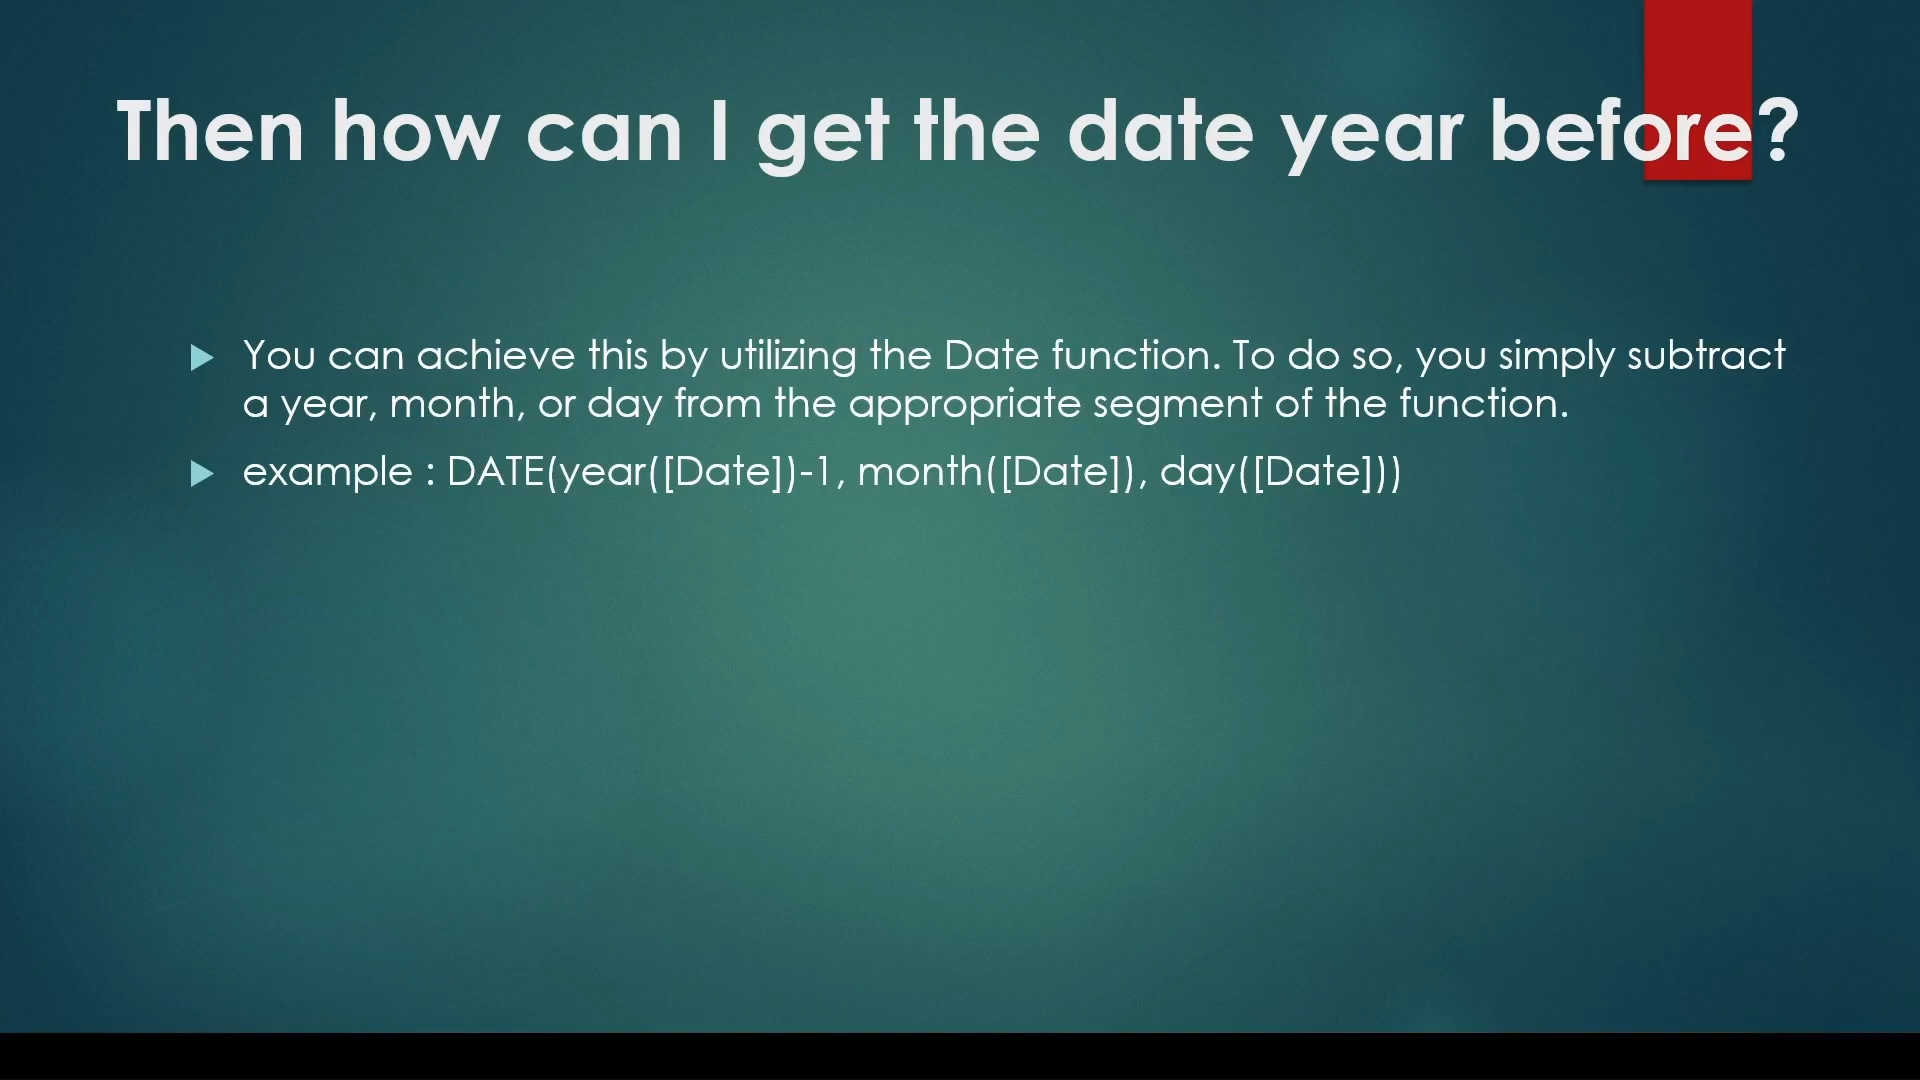 Then how can I get the date year before?
You can achieve this by utilizing the Date function. To do so, you simply subtract
a year, month, or day from the appropriate segment of the function.
example : DATE(year([Date])-1, month([Date]), day([Date]))